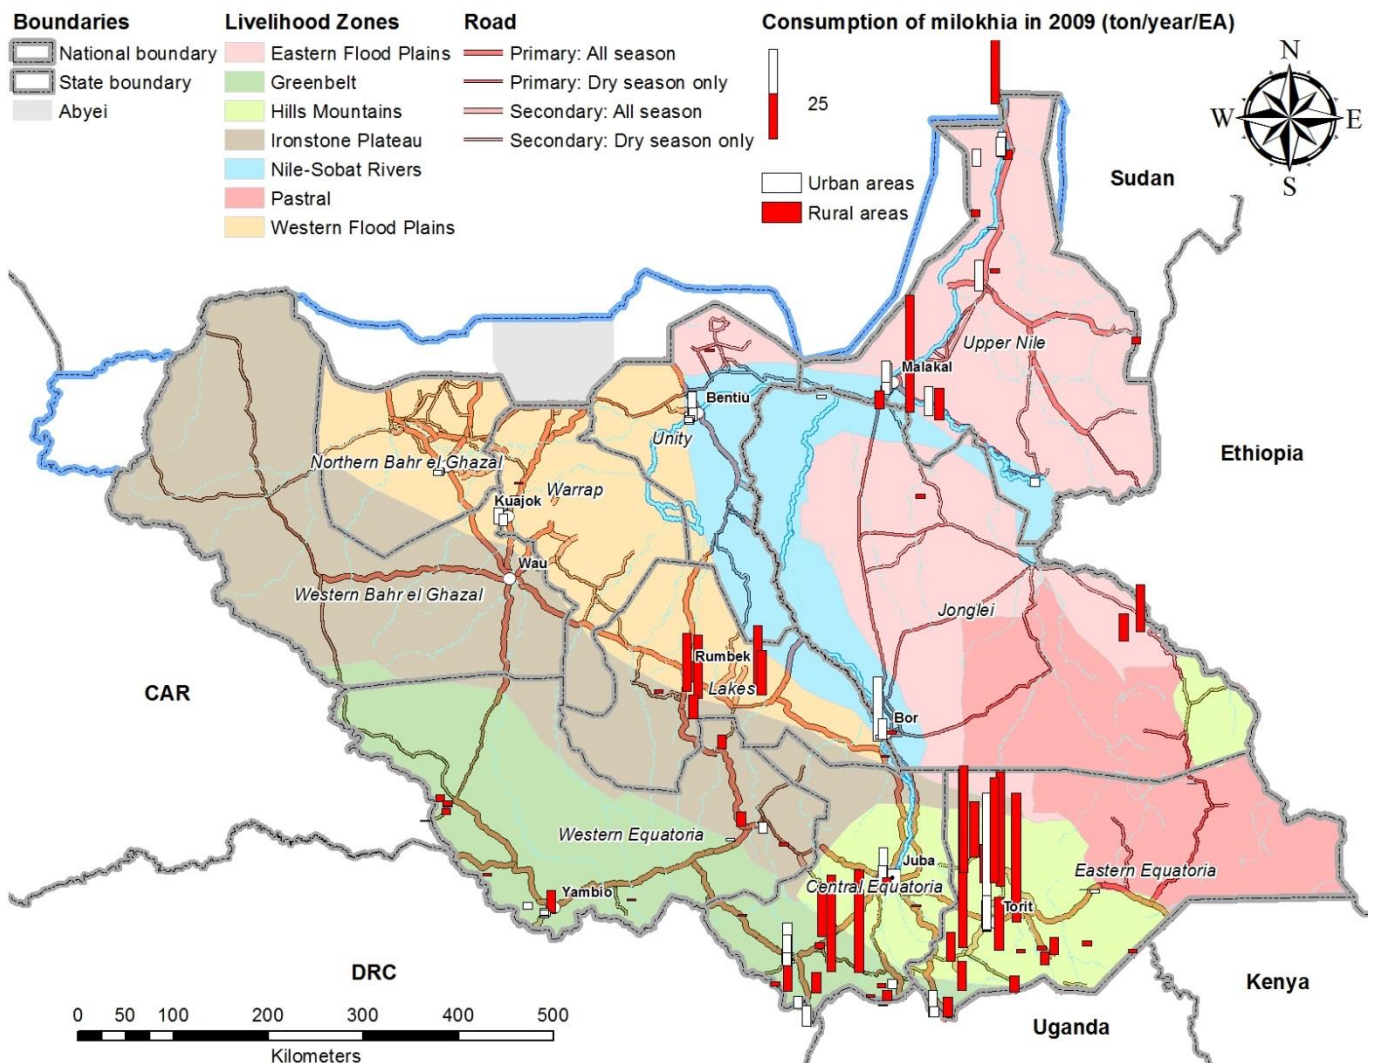 Boundaries
National boundary
State boundary
Abyei
Livelihood Zones
Eastern Flood Plains
Greenbelt
Hills Mountains
Ironstone Plateau
Nile-Sobat Rivers
Pastral
Western Flood Plains
Road
Primary: All season
Primary: Dry season only
Secondary: All season
Secondary: Dry season only
Consumption of milokhia in 2009 (ton/year/EA)
25
Urban areas
Rural areas
N
W E
S
Sudan
Upper Nile
Malakal
Bentiu
Unity
Ethiopia
Northern Bahr el Ghazal
Warrap
Kuajok
Wau
Western Bahr el Ghazal
Jonglei
Rumbek
Lakes
CAR
Bor
Western Equatoria
Juba
Central Equatoria
Eastern Equatoria
Yambio
Torit
DRC
Kenya
Uganda
0 25 50 100 200 300 400 500
Kilometers